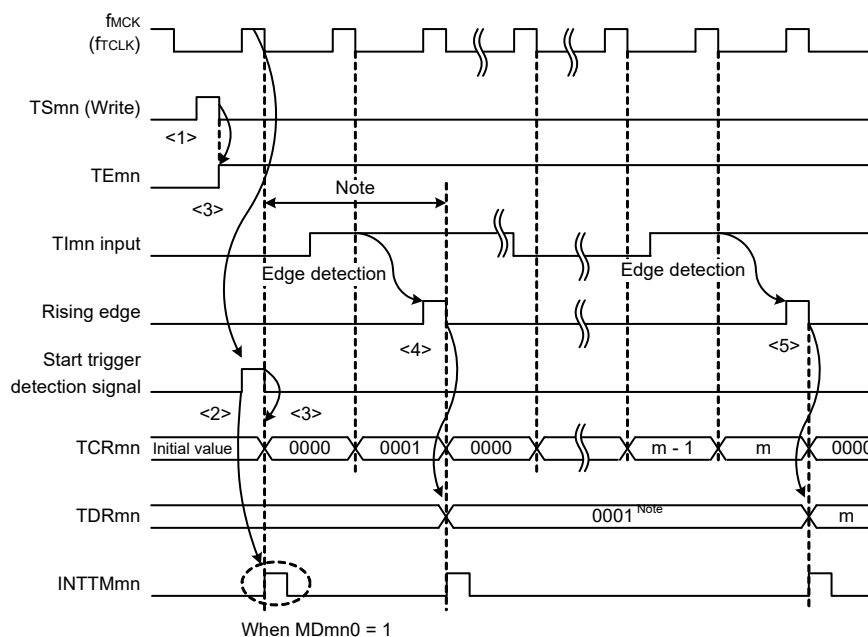 fMCK
(fTCLK)
TSmn (Write)
<1>
TEmn
<3>
Note
TImn input
Edge detection
Edge detection
Rising edge
<4>
<5>
Start trigger
detection signal
<2>
<3>
TCRmn
Initial value
0000
0001
0000
m - 1
m
0000
TDRmn
0001 Note
m
INTTMmn
When MDmn0 = 1